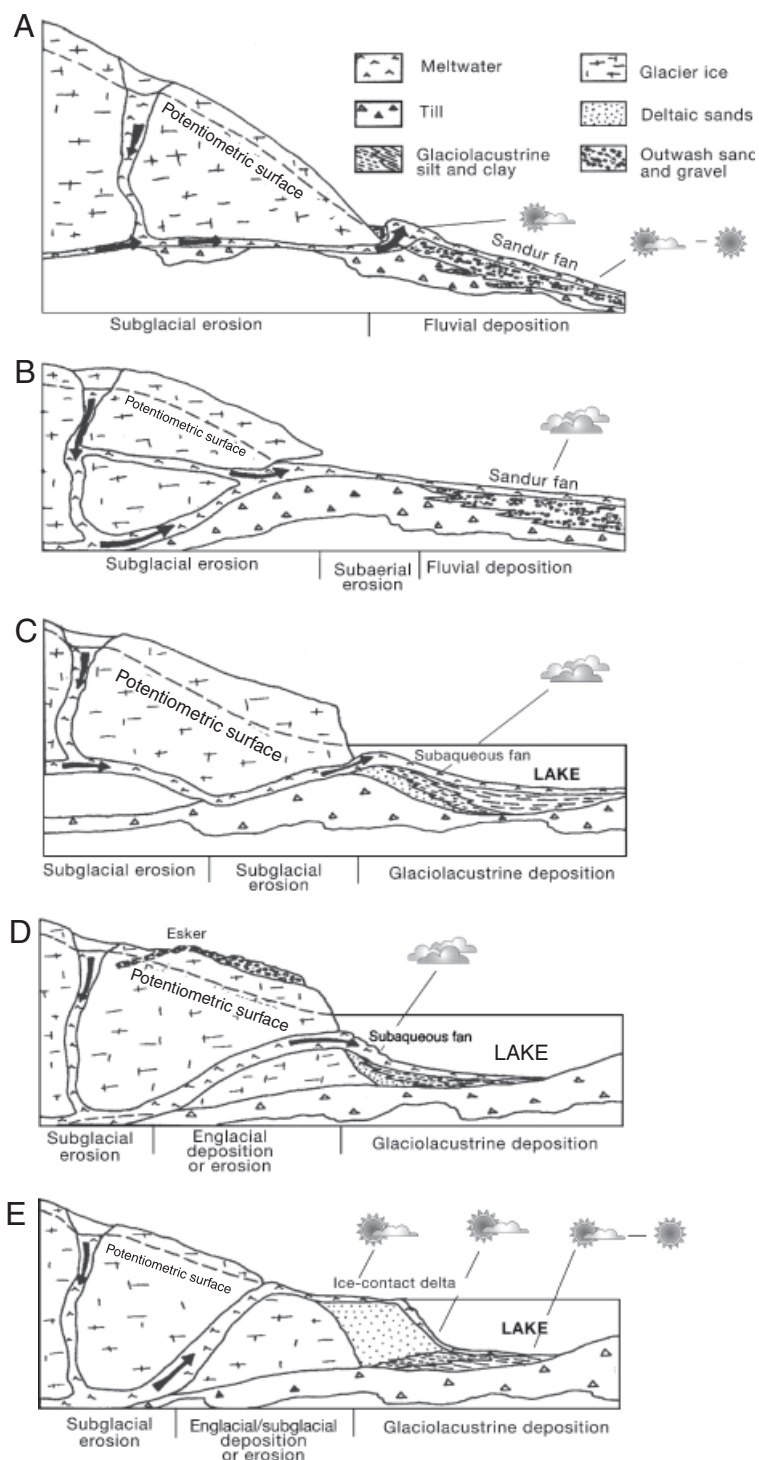 A
Meltwater
Glacier ice
Till
Deltaic sands
Glaciolacustrine
silt and clay
Outwash sand
and gravel
Potentiometric surface
Sandur fan
Subglacial erosion
Fluvial deposition
B
Potentiometric surface
Sandur fan
Subglacial erosion
Subaerial
erosion
Fluvial deposition
C
Potentiometric surface
Subaqueous fan
LAKE
Subglacial erosion
Subglacial
erosion
Glaciolacustrine deposition
D
Esker
Potentiometric surface
Subaqueous fan
LAKE
Subglacial
erosion
Englacial
deposition
or erosion
Glaciolacustrine deposition
E
Potentiometric surface
Ice-contact delta
LAKE
Subglacial
erosion
Englacial/subglacial
deposition
or erosion
Glaciolacustrine deposition